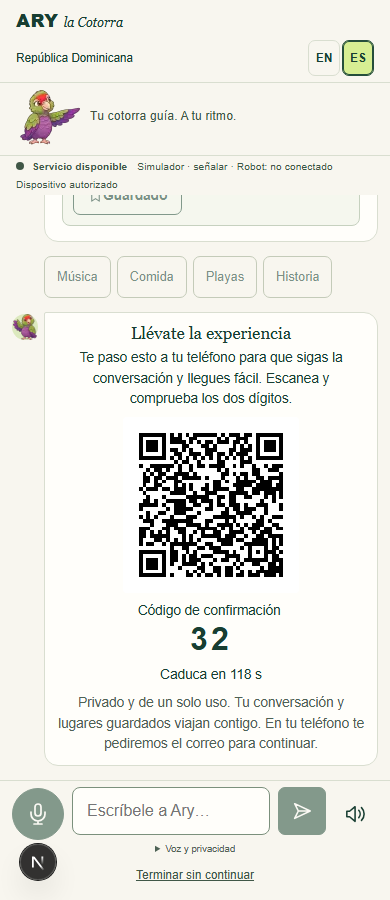 ARY la Cotorra
República Dominicana
EN
ES
Tu cotorra guía. A tu ritmo.
Servicio disponible Simulador · señalar · Robot: no conectado
Dispositivo autorizado
Guardado
Música
Comida
Playas
Historia
Llévate la experiencia
Te paso esto a tu teléfono para que sigas la
conversación y llegues fácil. Escanea y
comprueba los dos dígitos.
Código de confirmación
32
Caduca en 118 s
Privado y de un solo uso. Tu conversación y
lugares guardados viajan contigo. En tu teléfono te
pediremos el correo para continuar.
Escríbele a Ary...
Voz y privacidad
N
Terminar sin continuar